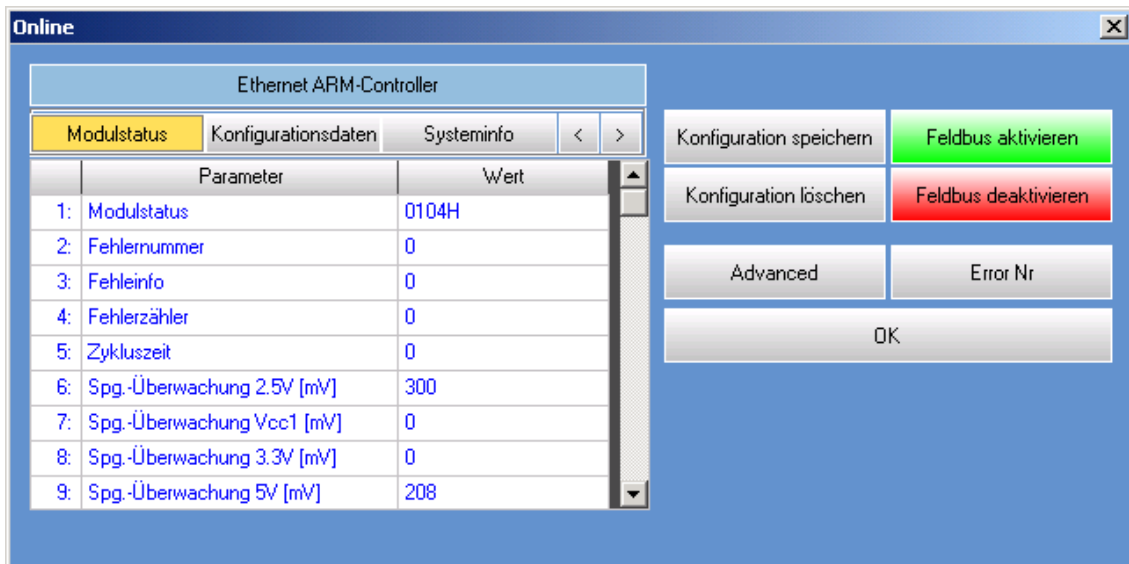 Online
Ethernet ARM-Controller
Modulstatus Konfigurationsdaten Systeminfo < >
Parameter Wert
1: Modulstatus 0104H
2: Fehlernummer 0
3: Fehleinfo 0
4: Fehlerzähler 0
5: Zykluszeit 0
6: Spg.-Überwachung 2.5V [mV] 300
7: Spg.-Überwachung Vcc1 [mV] 0
8: Spg.-Überwachung 3.3V [mV] 0
9: Spg.-Überwachung 5V [mV] 208
Konfiguration speichern Feldbus aktivieren
Konfiguration löschen Feldbus deaktivieren
Advanced Error Nr
OK